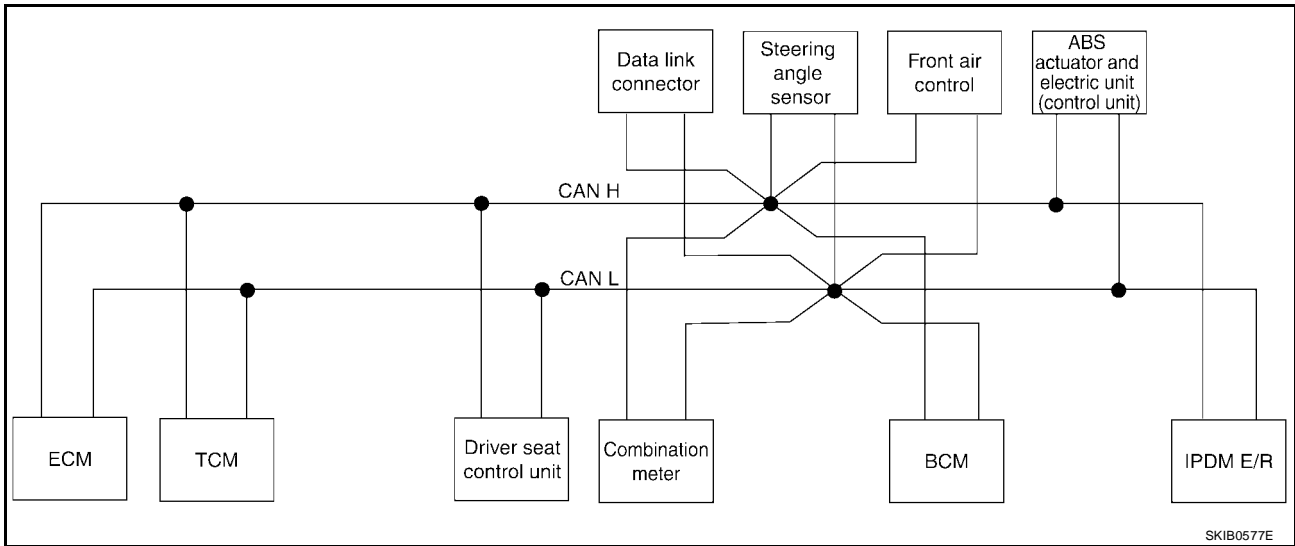 Data link
connector
Steering
angle
sensor
Front air
control
ABS
actuator and
electric unit
(control unit)
CAN H
CAN L
ECM
TCM
Driver seat
control unit
Combination
meter
BCM
IPDM E/R
SKIB0577E